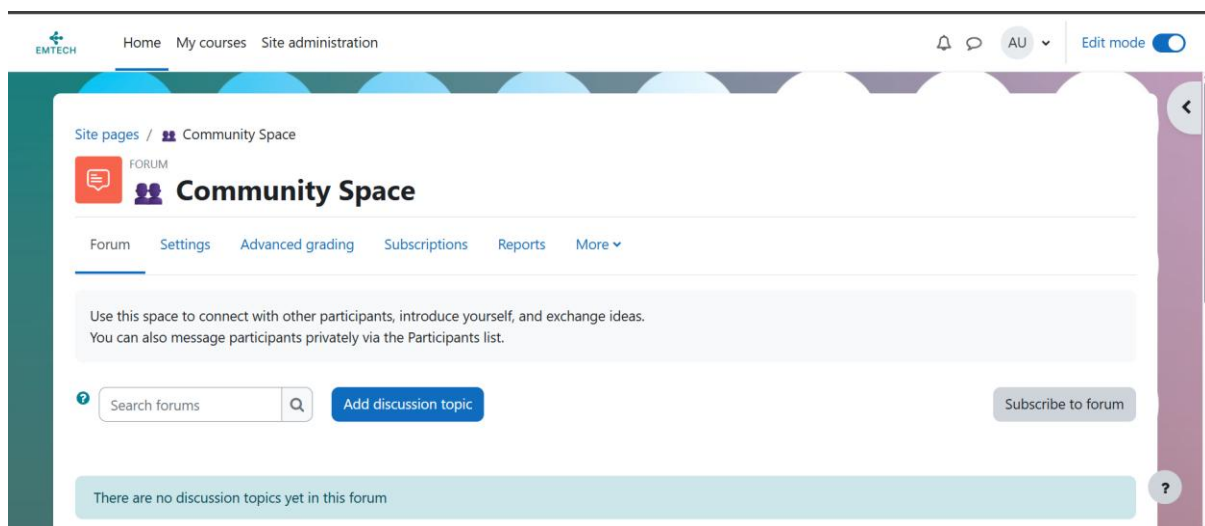 EMTECH
Home My courses Site administration
AU
Edit mode
Site pages / Community Space
FORUM
Community Space
Forum Settings Advanced grading Subscriptions Reports More
Use this space to connect with other participants, introduce yourself, and exchange ideas.
You can also message participants privately via the Participants list.
Search forums
Add discussion topic
Subscribe to forum
There are no discussion topics yet in this forum
?